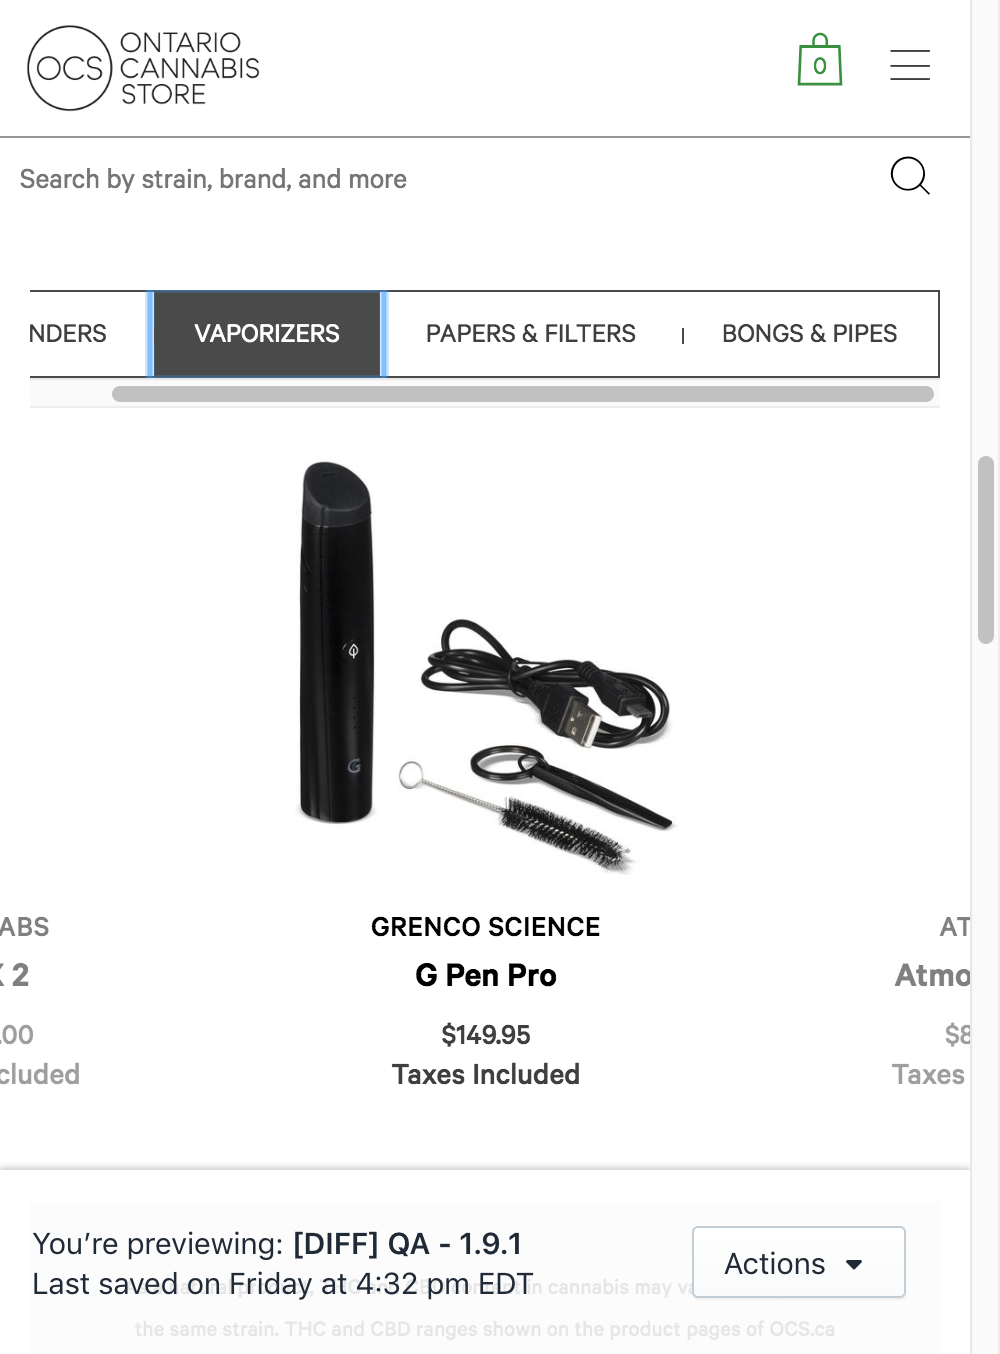 OCS
ONTARIO
CANNABIS
STORE
0
Search by strain, brand, and more
NDERS
VAPORIZERS
PAPERS & FILTERS
BONGS & PIPES
ABS
GRENCO SCIENCE
AT
2
G Pen Pro
Atmo
.00
$149.95
$8
cluded
Taxes Included
Taxes
You're previewing: [DIFF] QA - 1.9.1
Last saved on Friday at 4:32 pm EDT
Actions
in cannabis may va
the same strain. THC and CBD ranges shown on the product pages of OCS.ca